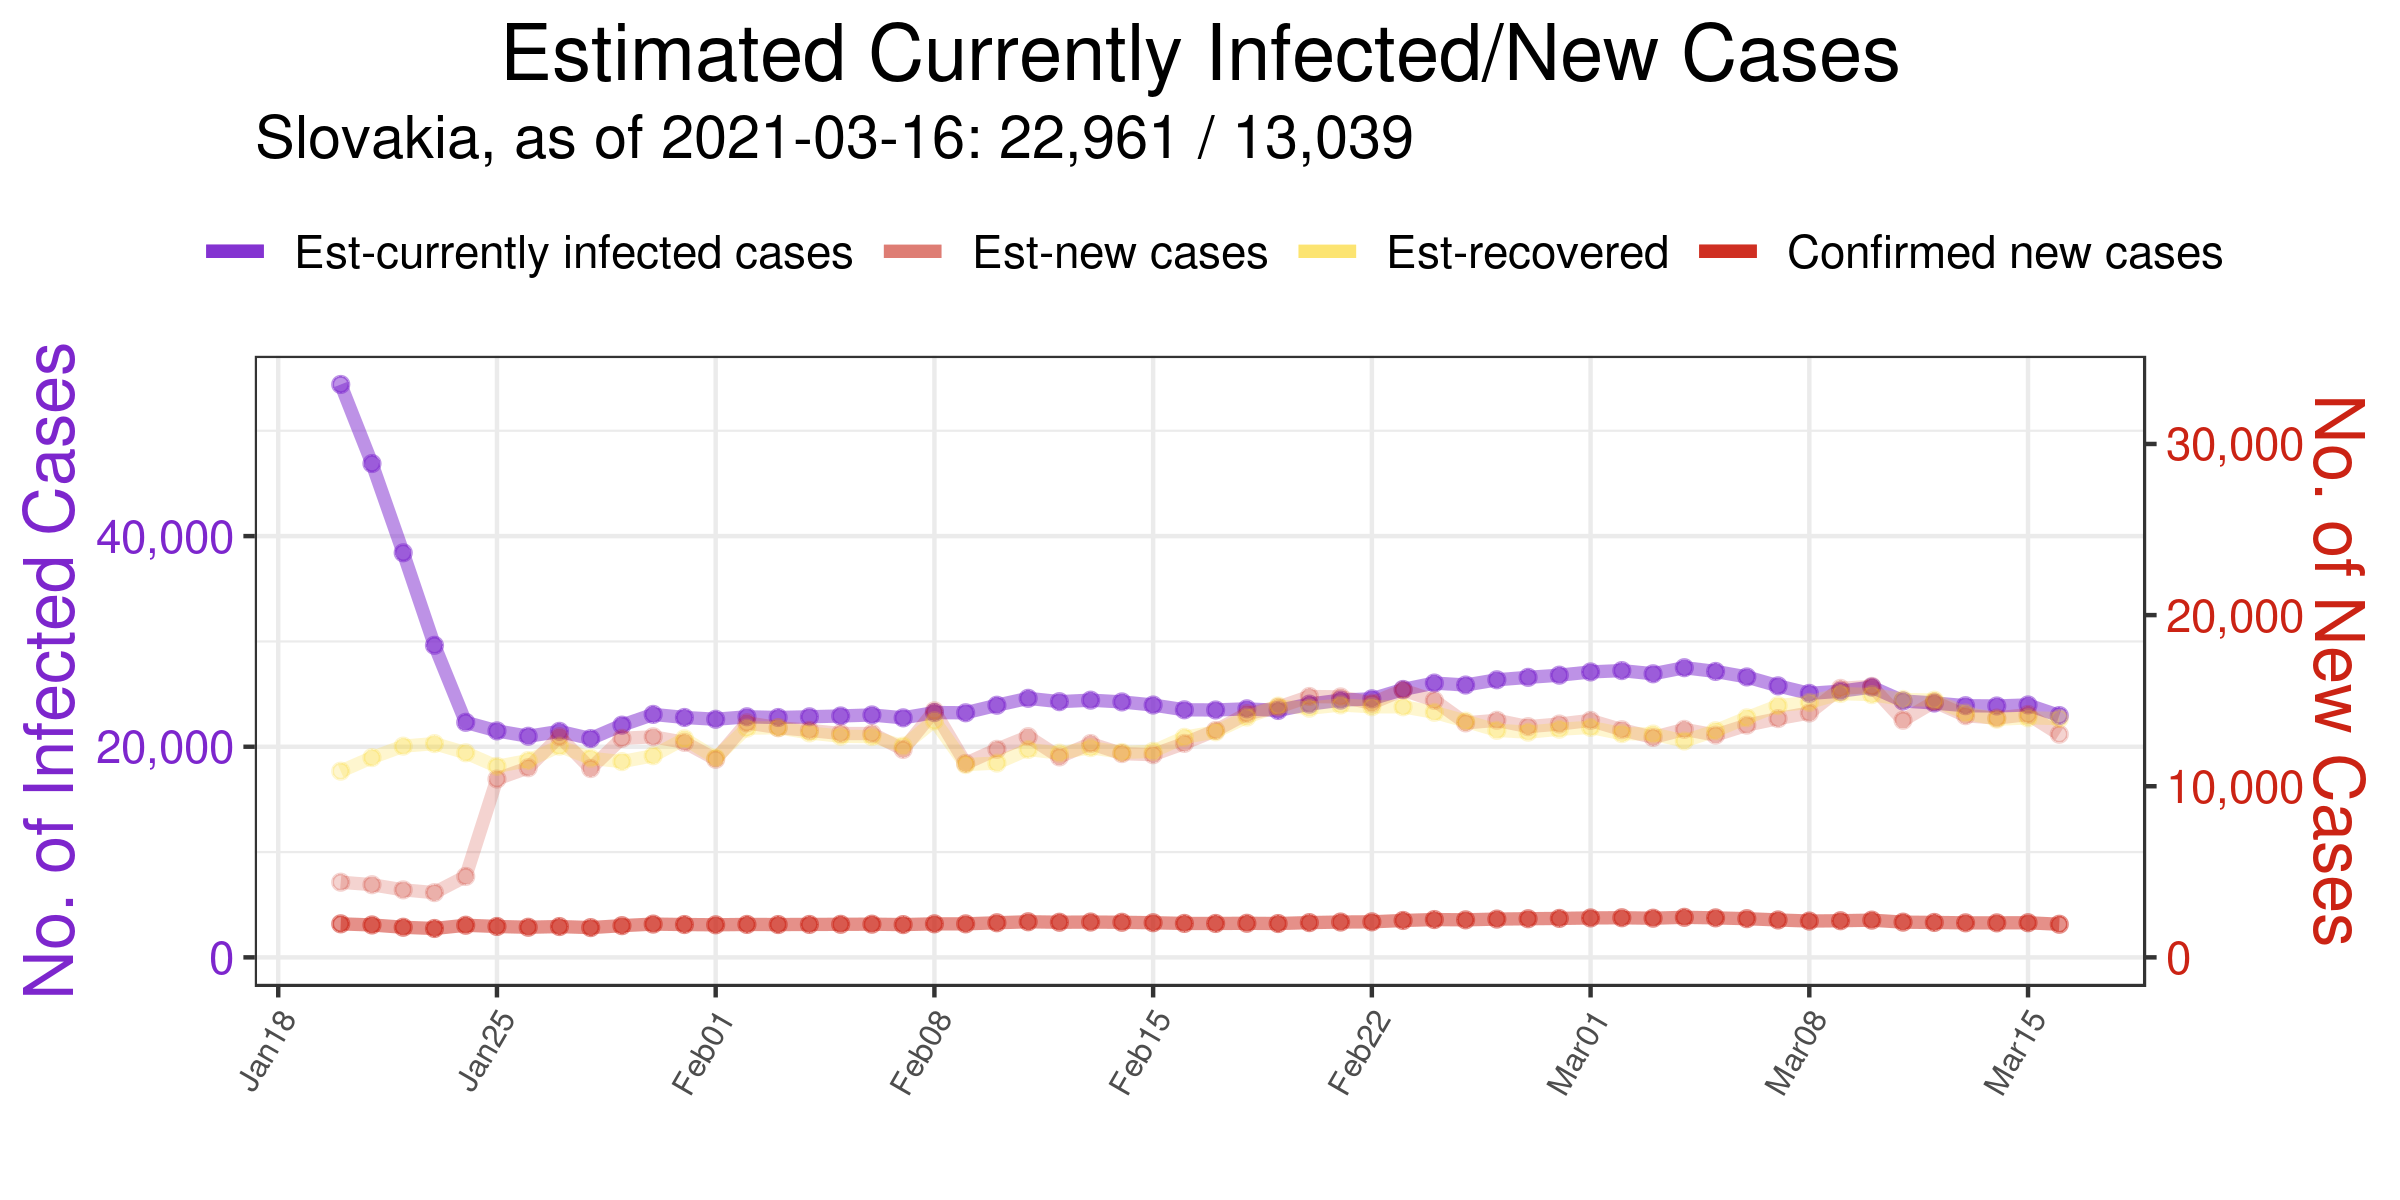 Estimated Currently Infected/New Cases
Slovakia, as of 2021-03-16: 22,961 / 13,039
Est-currently infected cases Est-new cases Est-recovered Confirmed new cases
No. of Infected Cases
40,000
20,000
0
30,000
20,000
10,000
0
No. of New Cases
Jan18 Jan25 Feb01 Feb08 Feb15 Feb22 Mar01 Mar08 Mar15